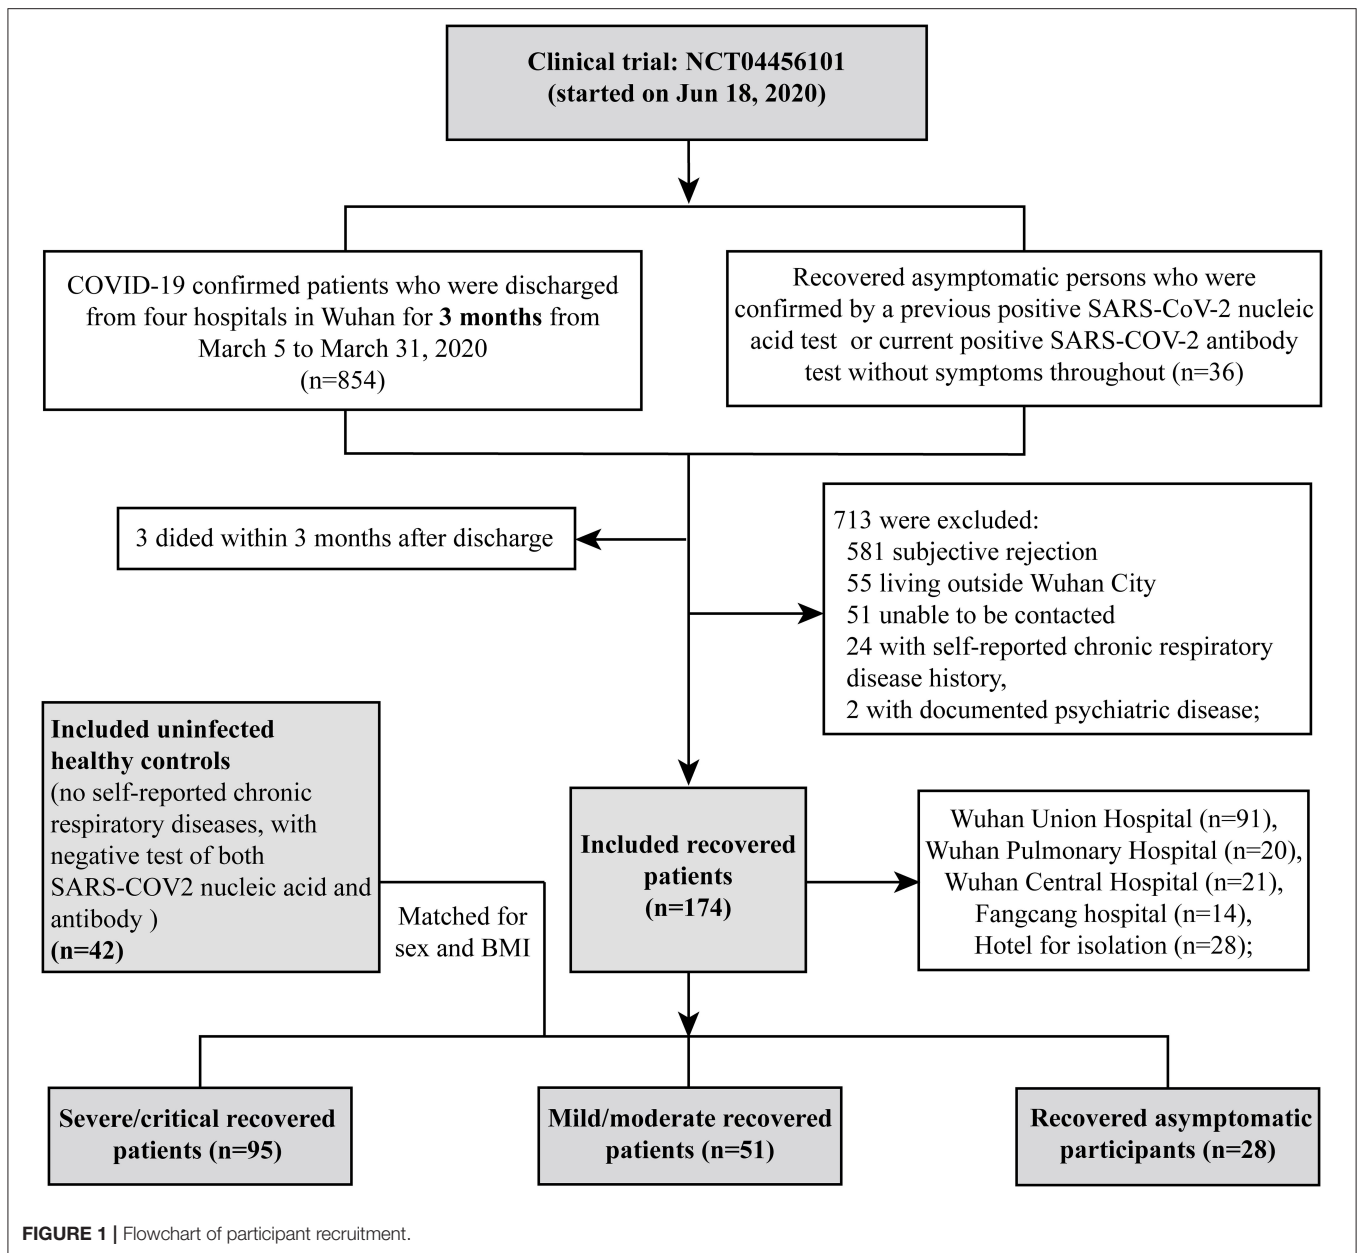 Clinical trial: NCT04456101
(started on Jun 18, 2020)
COVID-19 confirmed patients who were discharged
from four hospitals in Wuhan for 3 months from
March 5 to March 31, 2020
(n=854)
Recovered asymptomatic persons who were
confirmed by a previous positive SARS-CoV-2 nucleic
acid test or current positive SARS-COV-2 antibody
test without symptoms throughout (n=36)
3 dided within 3 months after discharge
713 were excluded:
581 subjective rejection
55 living outside Wuhan City
51 unable to be contacted
24 with self-reported chronic respiratory
disease history,
2 with documented psychiatric disease;
Included uninfected
healthy controls
(no self-reported chronic
respiratory diseases, with
negative test of both
SARS-COV2 nucleic acid and
antibody )
(n=42)
Matched for
sex and BMI
Included recovered
patients
(n=174)
Wuhan Union Hospital (n=91),
Wuhan Pulmonary Hospital (n=20),
Wuhan Central Hospital (n=21),
Fangcang hospital (n=14),
Hotel for isolation (n=28);
Severe/critical recovered
patients (n=95)
Mild/moderate recovered
patients (n=51)
Recovered asymptomatic
participants (n=28)
FIGURE 1 | Flowchart of participant recruitment.